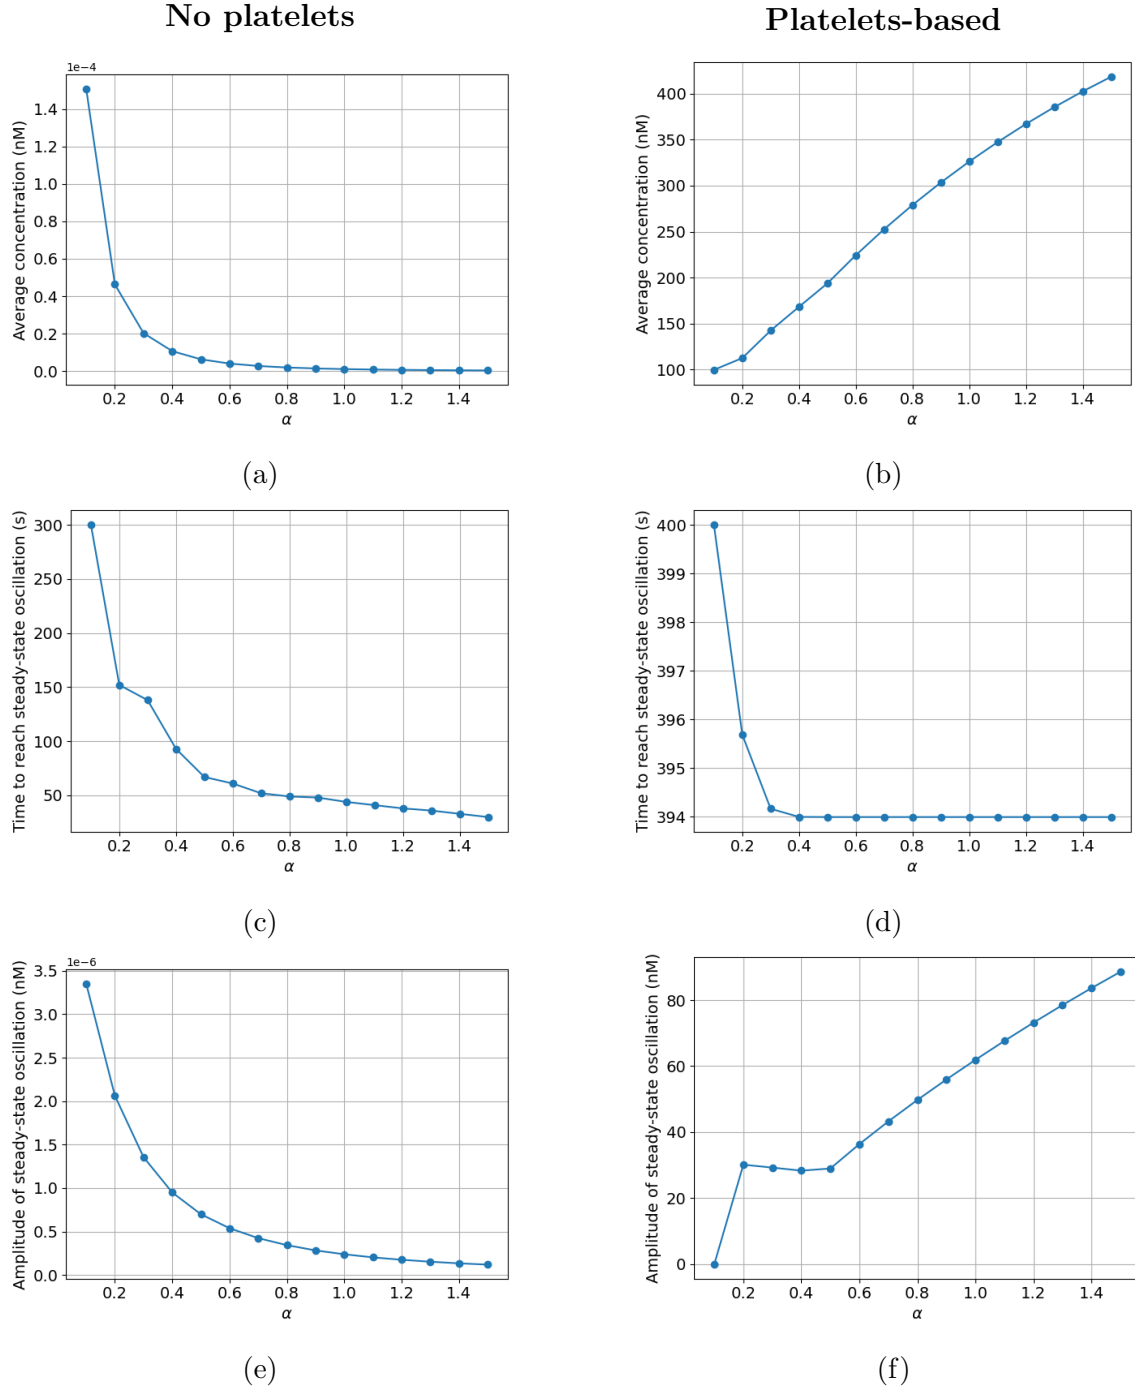 No platelets
Platelets-based
1e−4
Average concentration (nM)
1.4
1.2
1.0
0.8
0.6
0.4
0.2
0.0
0.2 0.4 0.6 0.8 1.0 1.2 1.4
α
(a)
Average concentration (nM)
400
350
300
250
200
150
100
0.2 0.4 0.6 0.8 1.0 1.2 1.4
α
(b)
Time to reach steady-state oscillation (s)
300
250
200
150
100
50
0.2 0.4 0.6 0.8 1.0 1.2 1.4
α
(c)
Time to reach steady-state oscillation (s)
400
399
398
397
396
395
394
0.2 0.4 0.6 0.8 1.0 1.2 1.4
α
(d)
1e−6
Amplitude of steady-state oscillation (nM)
3.5
3.0
2.5
2.0
1.5
1.0
0.5
0.0
0.2 0.4 0.6 0.8 1.0 1.2 1.4
α
(e)
Amplitude of steady-state oscillation (nM)
80
60
40
20
0
0.2 0.4 0.6 0.8 1.0 1.2 1.4
α
(f)